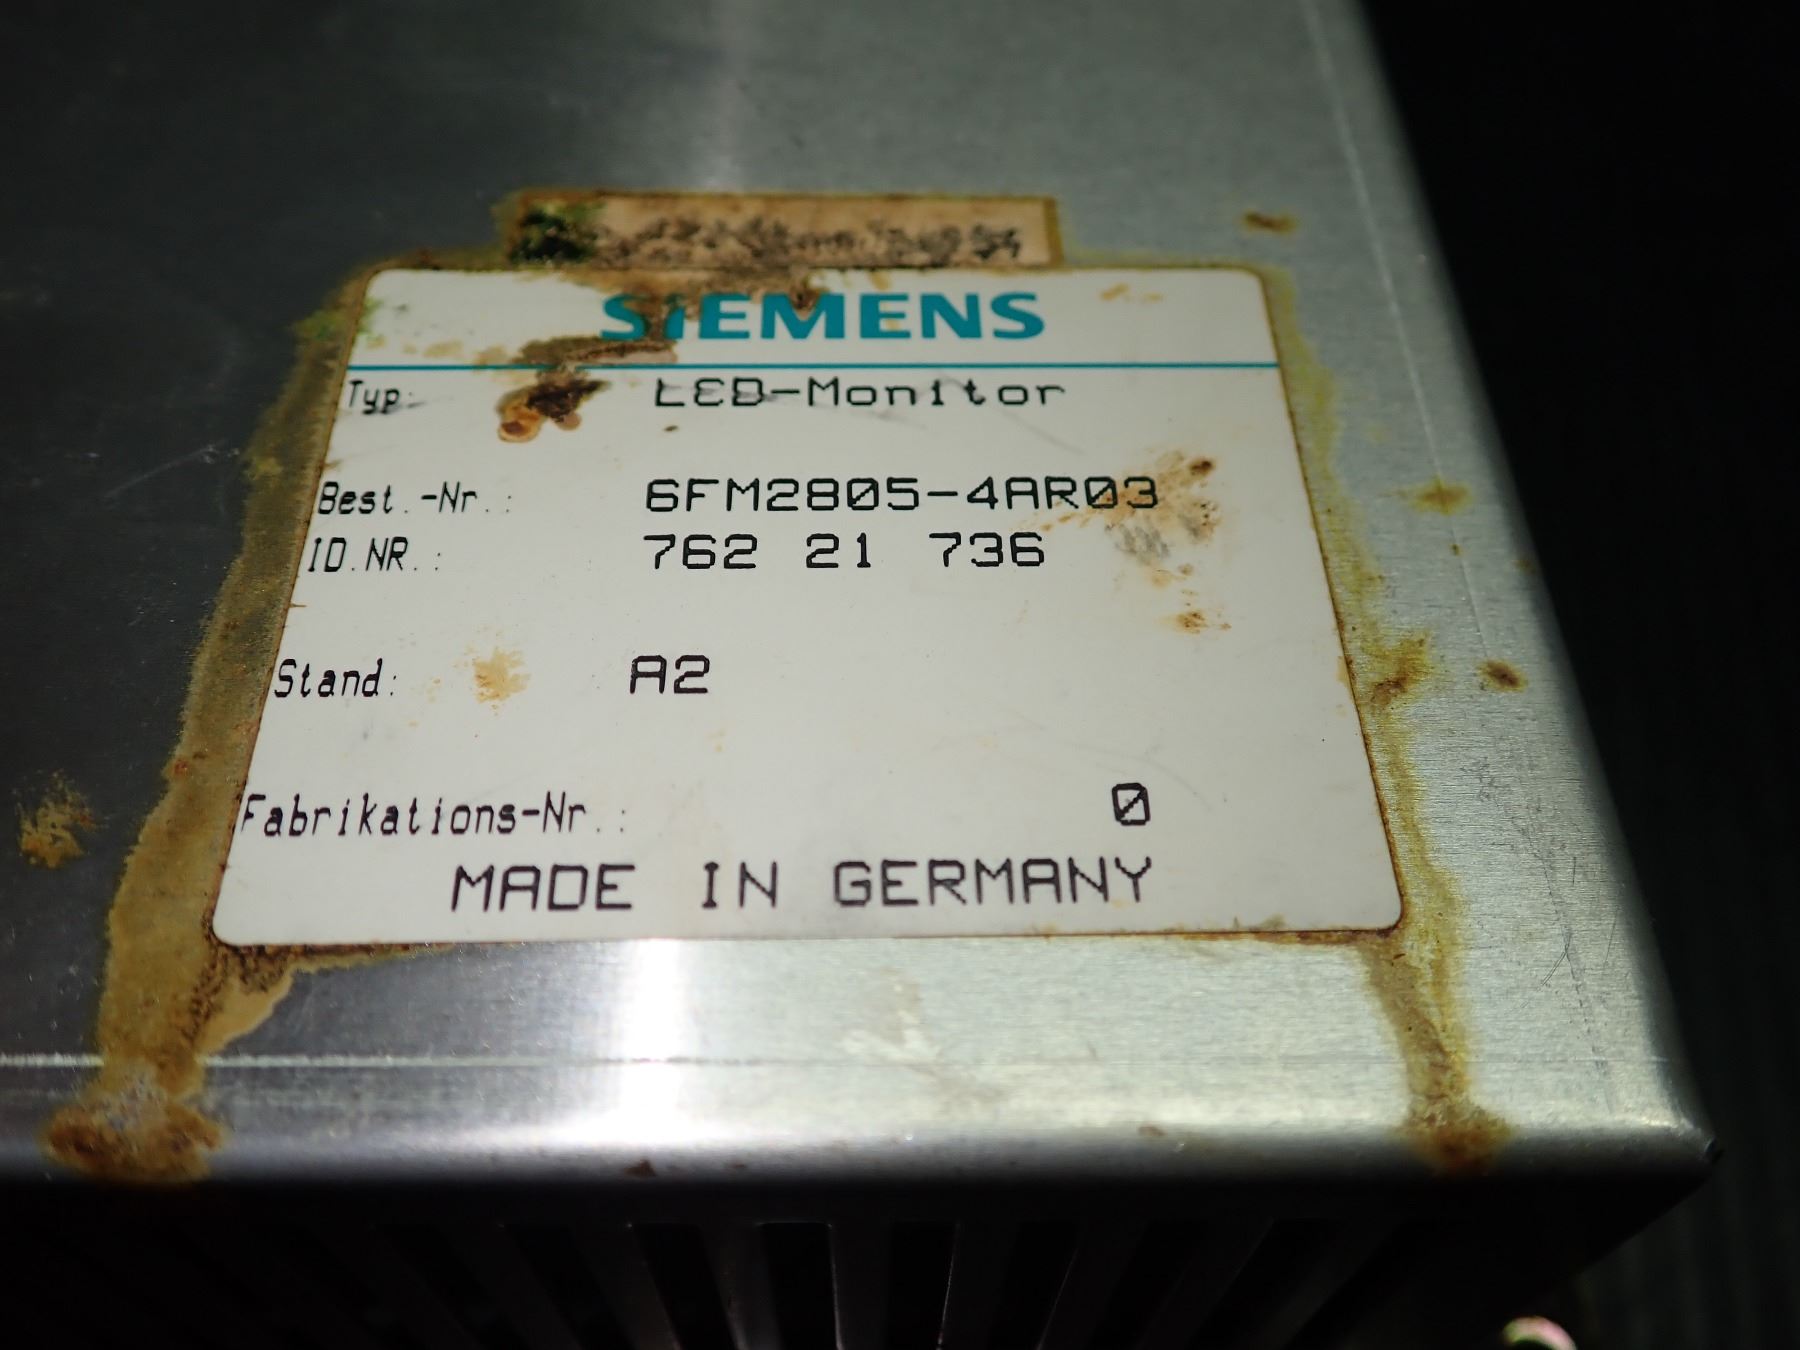 SIEMENS
Typ: LED-Monitor
Best.-Nr.: 6FM2805-4AR03
ID.NR.: 762 21 736
Stand: A2
Fabrikations-Nr.: 0
MADE IN GERMANY